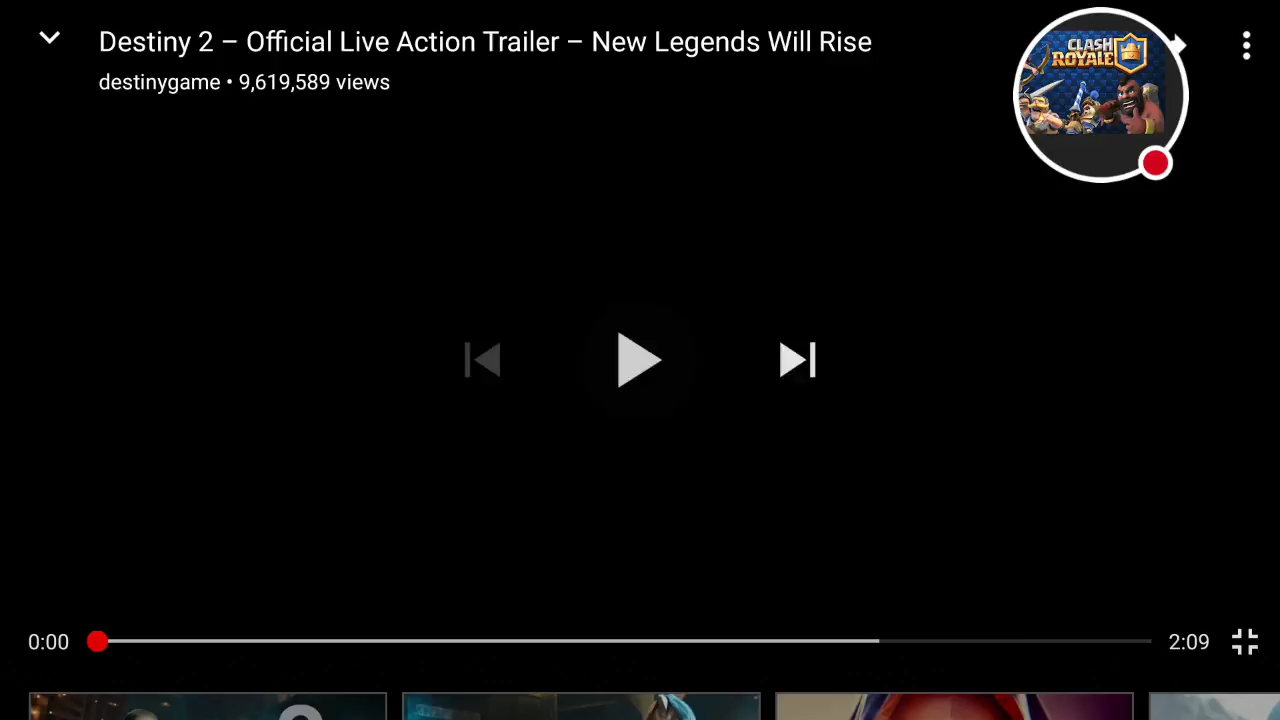 Destiny 2 – Official Live Action Trailer – New Legends Will Rise
destinygame • 9,619,589 views
CLASH
ROYALE
0:00
2:09